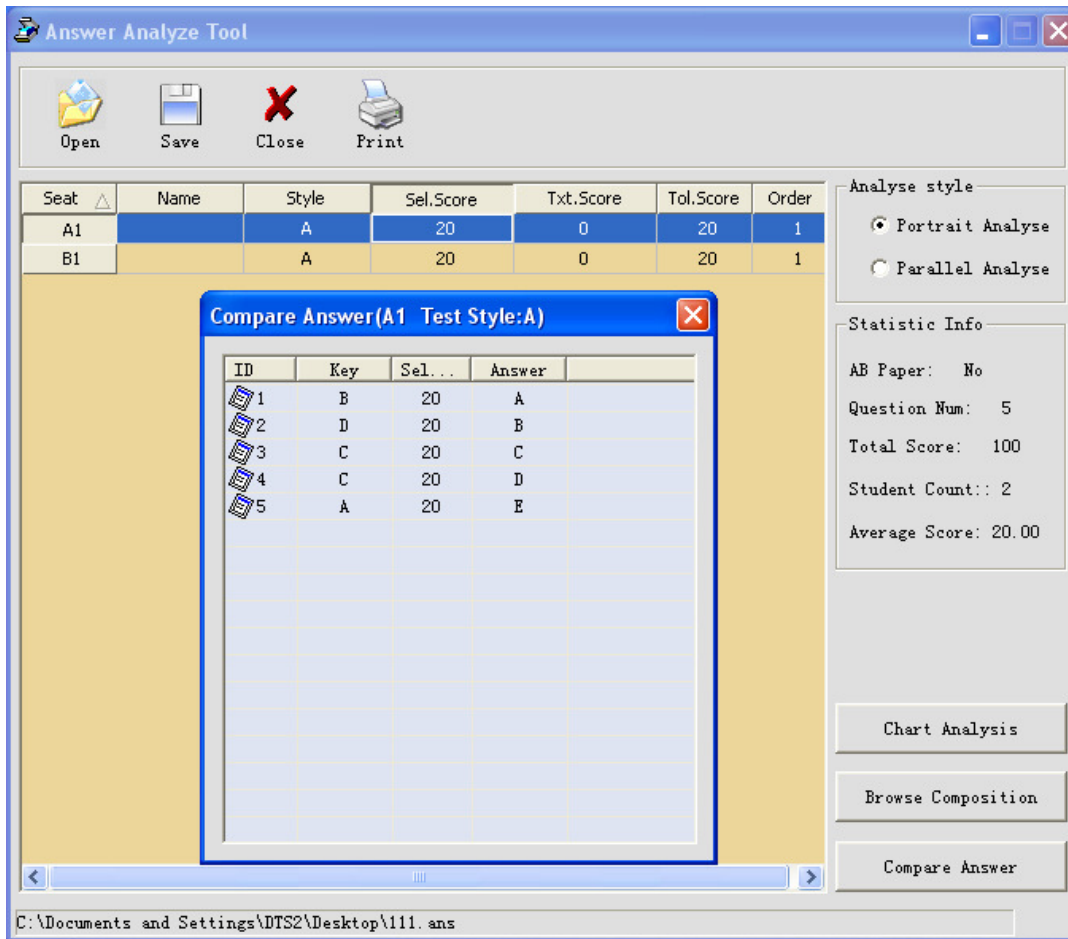 Answer Analyze Tool
Open Save Close Print
Seat Name Style Sel.Score Txt.Score Tol.Score Order
A1 A 20 0 20 1
B1 A 20 0 20 1
Compare Answer(A1 Test Style:A)
ID Key Sel... Answer
1 B 20 A
2 D 20 B
3 C 20 C
4 C 20 D
5 A 20 E
Analyse style
Portrait Analyse
Parallel Analyse
Statistic Info
AB Paper: No
Question Num: 5
Total Score: 100
Student Count:: 2
Average Score: 20.00
Chart Analysis
Browse Composition
Compare Answer
C:\Documents and Settings\DTS2\Desktop\111.ans